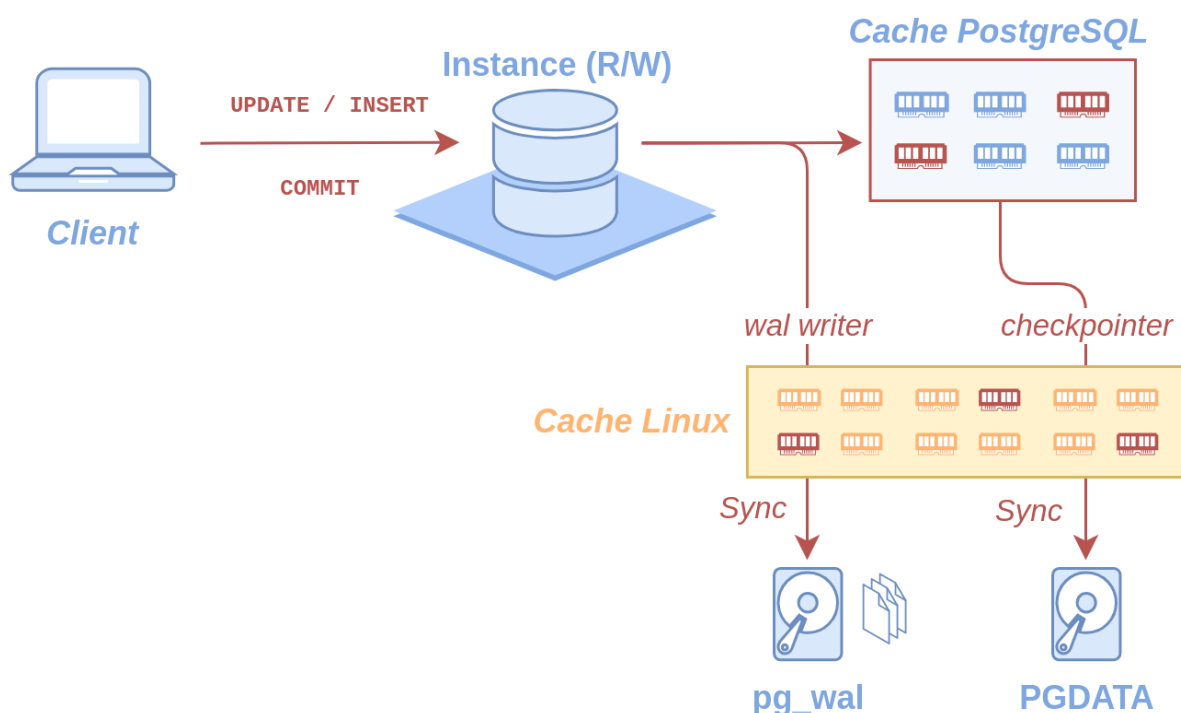 Cache PostgreSQL
Instance (R/W)
UPDATE / INSERT
COMMIT
Client
wal writer
checkpointer
Cache Linux
Sync
Sync
pg_wal
PGDATA